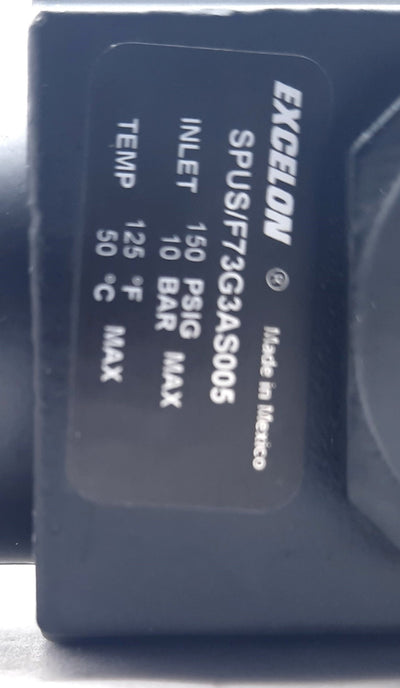 EXCELON ® Made in Mexico
SPUS/F73G3AS005
INLET 150 PSIG MAX
10 BAR
TEMP 125 °F MAX
50 °C